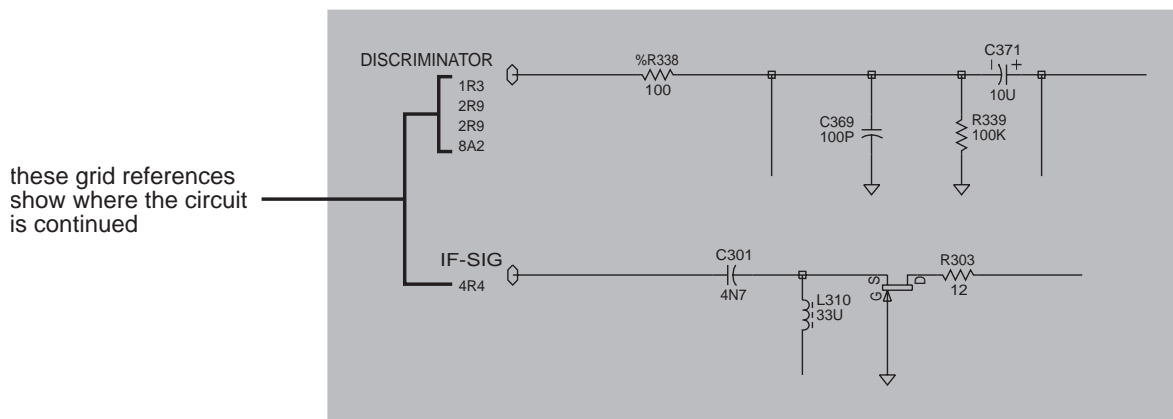 these grid references
show where the circuit
is continued
DISCRIMINATOR
1R3
2R9
2R9
8A2
%R338
100
C369
100P
R339
100K
C371
10U
– +
IF-SIG
4R4
C301
4N7
L310
33U
S
G
D
R303
12